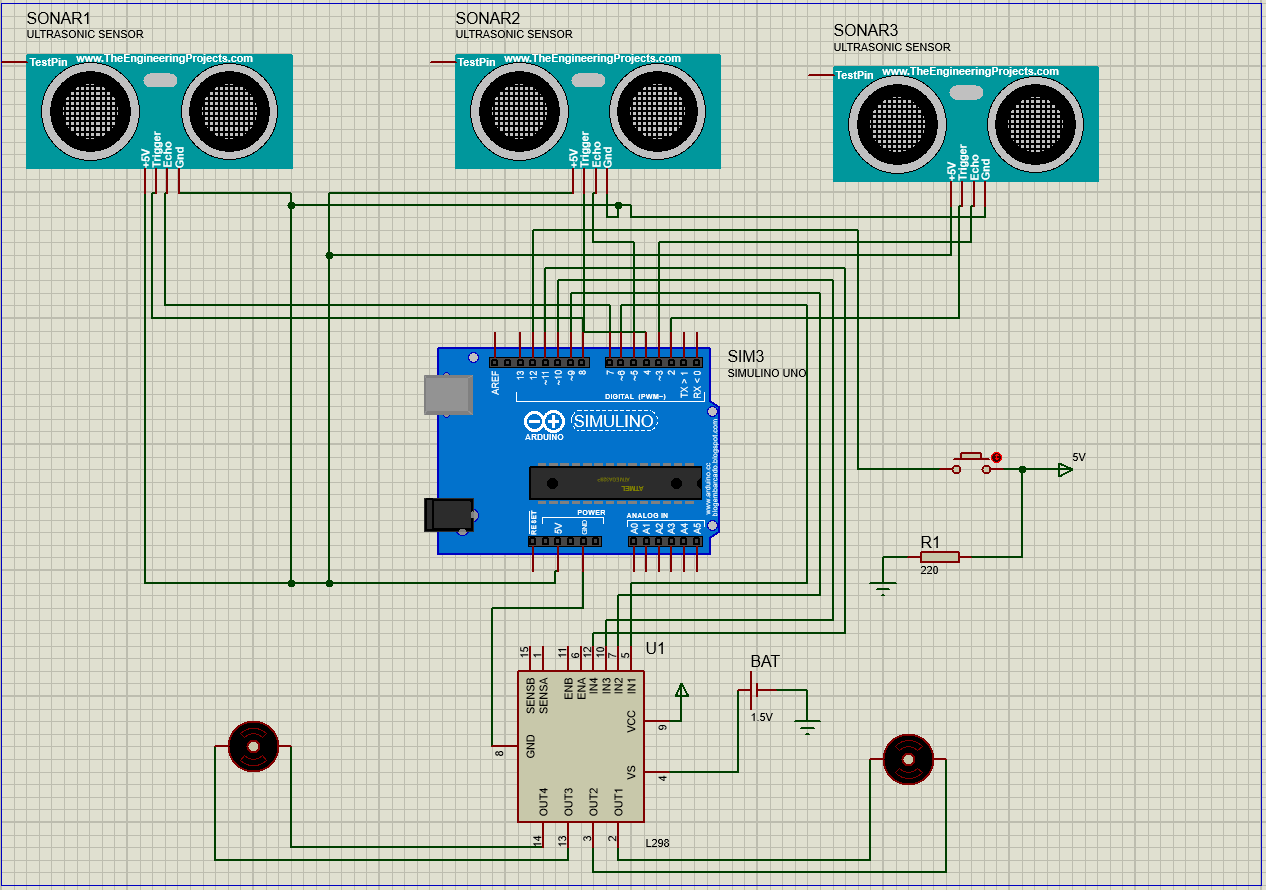 SONAR1
ULTRASONIC SENSOR
TestPin
www.TheEngineeringProjects.com
+5V
Trigger
Echo
Gnd
SONAR2
ULTRASONIC SENSOR
TestPin
www.TheEngineeringProjects.com
+5V
Trigger
Echo
Gnd
SONAR3
ULTRASONIC SENSOR
TestPin
www.TheEngineeringProjects.com
+5V
Trigger
Echo
Gnd
SIM3
SIMULINO UNO
AREF
13
12
~11
~10
~9
8
7
~6
~5
4
~3
2
TX > 1
RX < 0
DIGITAL (PWM~)
ARDUINO
SIMULINO
www.arduino.cc
ATMEL
RESET
5V
GND
POWER
ANALOG IN
A0
A1
A2
A3
A4
A5
5V
R1
220
U1
15
1
11
6
12
10
7
5
SENSB
SENSA
ENB
ENA
IN4
IN3
IN2
IN1
VCC
9
GND
8
VS
4
OUT4
OUT3
OUT2
OUT1
14
13
3
2
L298
BAT
1.5V